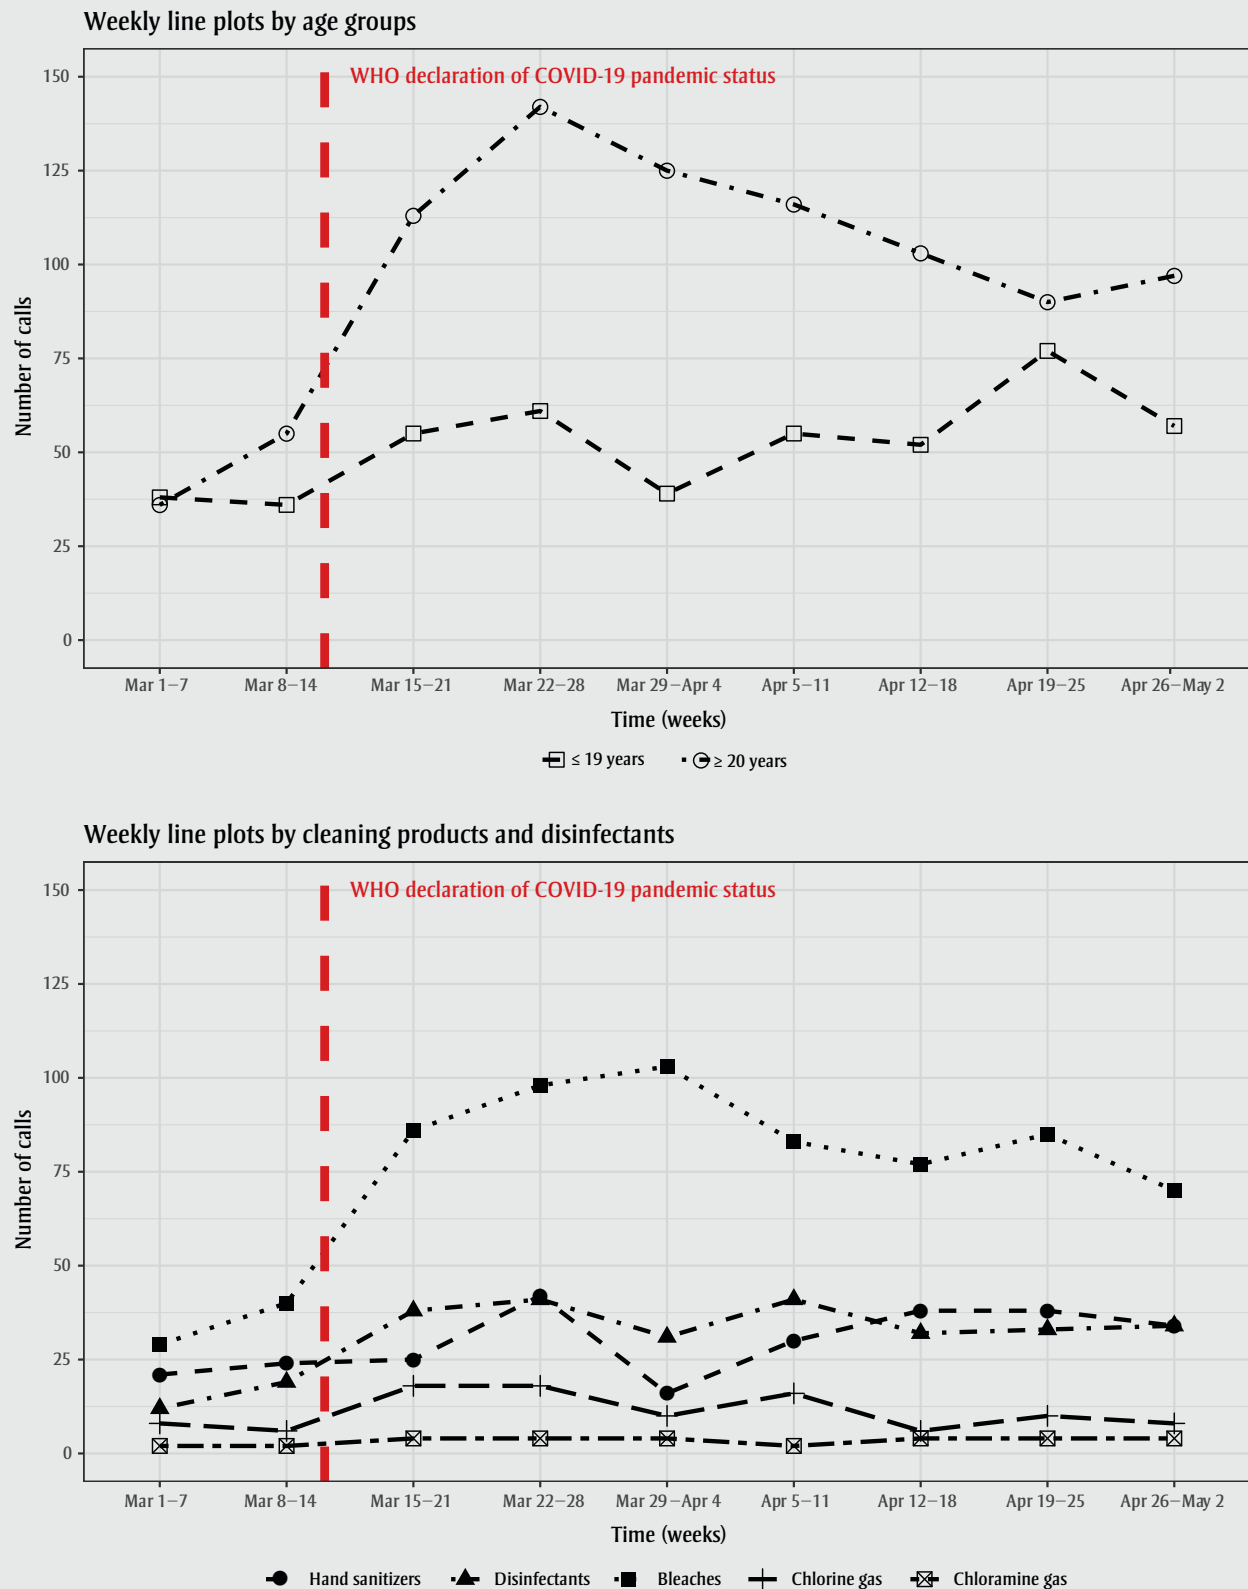 Weekly line plots by age groups
WHO declaration of COVID-19 pandemic status
150
125
100
75
50
25
0
Number of calls
Mar 1–7 Mar 8–14 Mar 15–21 Mar 22–28 Mar 29–Apr 4 Apr 5–11 Apr 12–18 Apr 19–25 Apr 26–May 2
Time (weeks)
≤ 19 years ≥ 20 years
Weekly line plots by cleaning products and disinfectants
WHO declaration of COVID-19 pandemic status
150
125
100
75
50
25
0
Number of calls
Mar 1–7 Mar 8–14 Mar 15–21 Mar 22–28 Mar 29–Apr 4 Apr 5–11 Apr 12–18 Apr 19–25 Apr 26–May 2
Time (weeks)
Hand sanitizers Disinfectants Bleaches Chlorine gas Chloramine gas